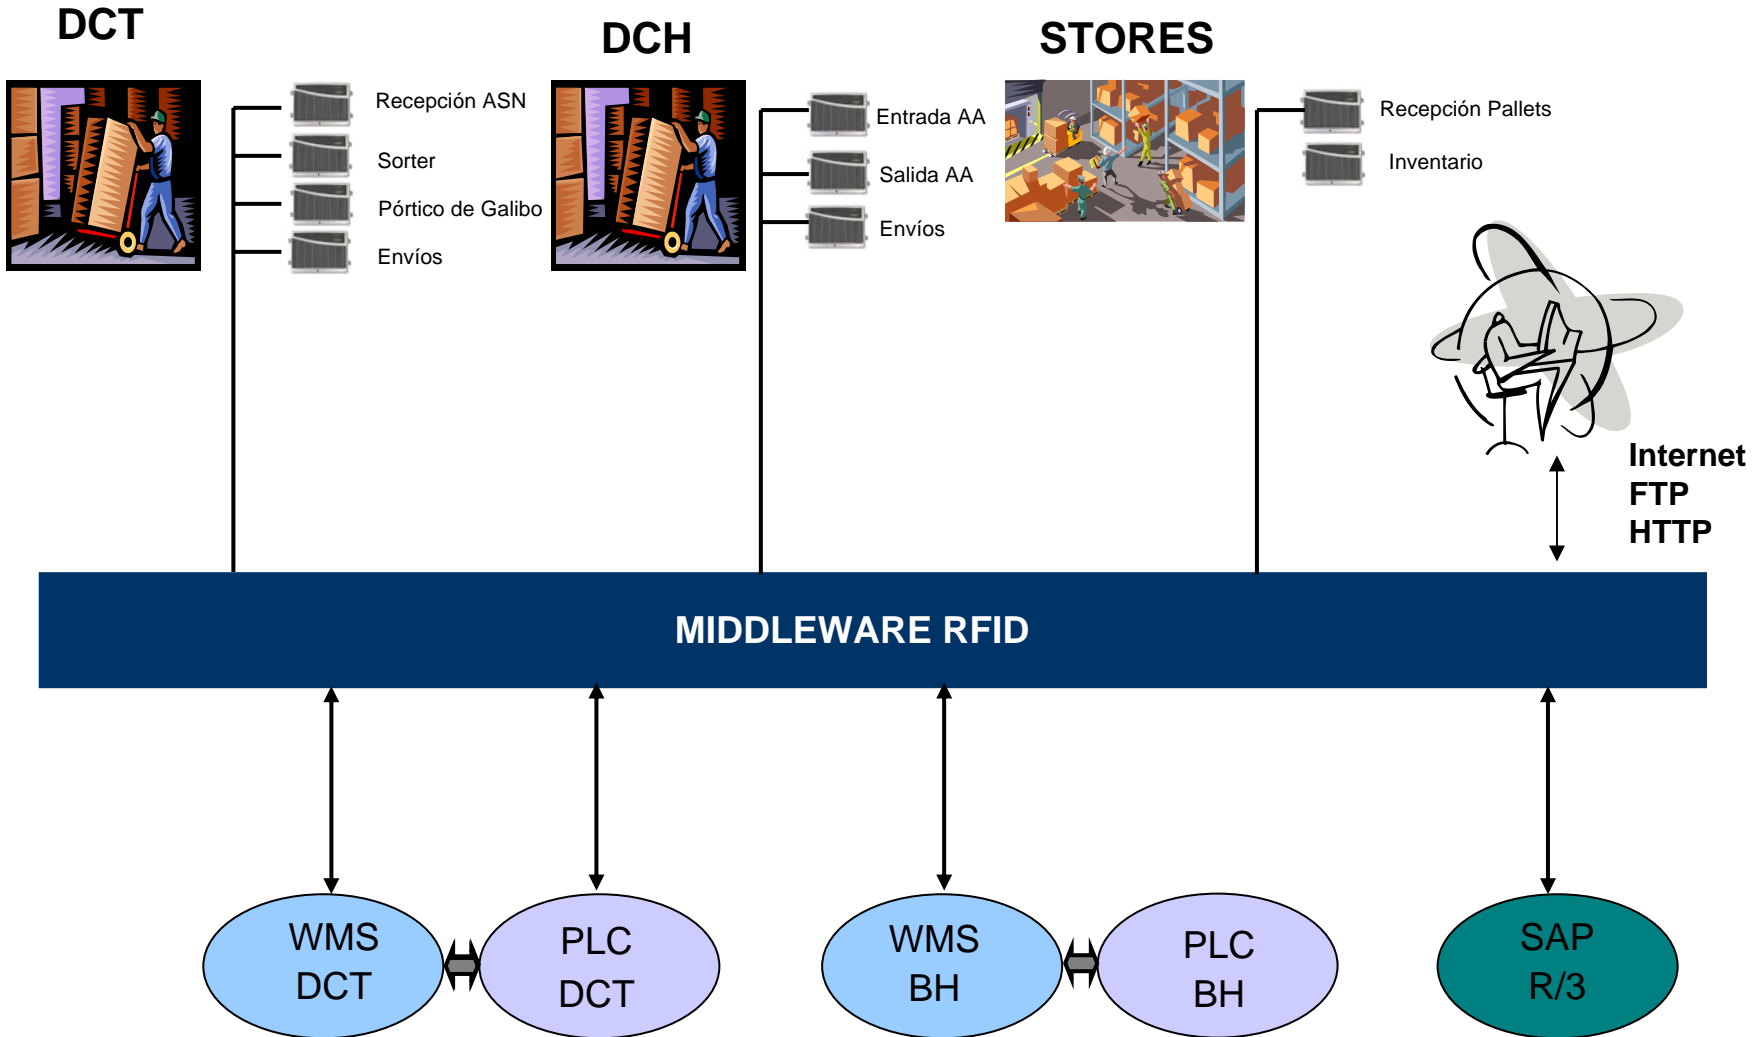 DCT
DCH
STORES
Recepción ASN
Sorter
Pórtico de Galibo
Envíos
Entrada AA
Salida AA
Envíos
Recepción Pallets
Inventario
Internet
FTP
HTTP
MIDDLEWARE RFID
WMS
DCT
PLC
DCT
WMS
BH
PLC
BH
SAP
R/3